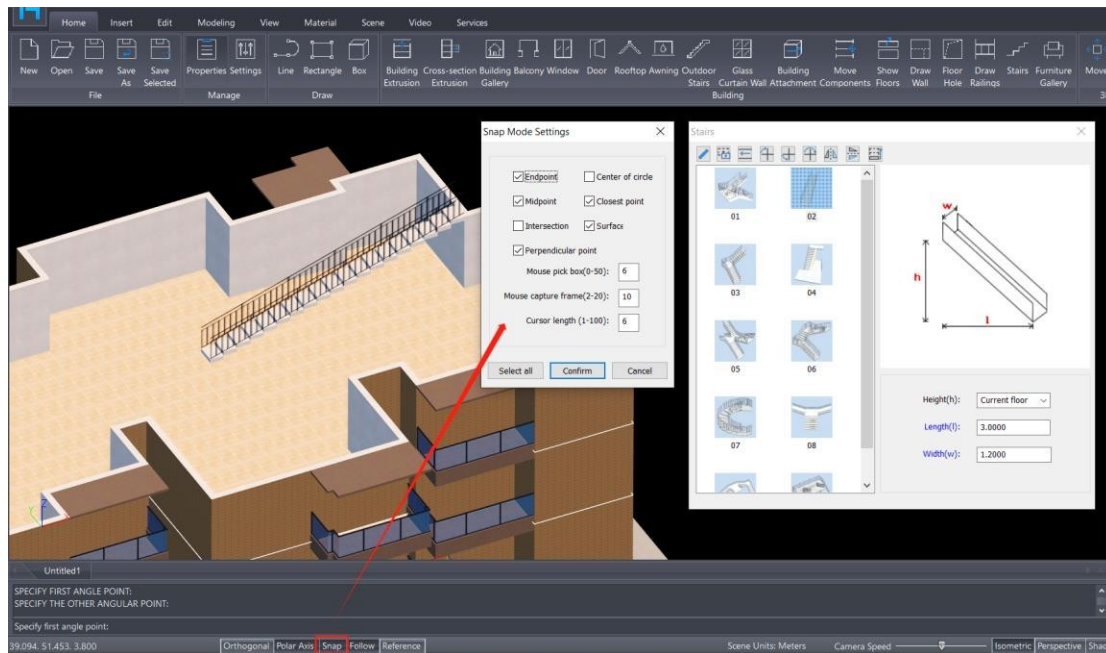 Home Insert Edit Modeling View Material Scene Video Services
New Open Save Save As Save Selected Properties Settings Line Rectangle Box Building Extrusion Cross-section Extrusion Building Gallery Balcony Window Door Rooftop Awning Outdoor Stairs Glass Curtain Wall Building Attachment Move Components Show Floors Draw Wall Floor Hole Draw Railings Stairs Furniture Gallery Move
File Manage Draw Building
Snap Mode Settings
Endpoint Center of circle
Midpoint Closest point
Intersection Surface
Perpendicular point
Mouse pick box(0-50): 6
Mouse capture frame(2-20): 10
Cursor length (1-100): 6
Select all Confirm Cancel
Stairs
01 02
03 04
05 06
07 08
w
h
l
Height(h): Current floor
Length(l): 3.0000
Width(w): 1.2000
Z
Y
Untitled1
SPECIFY FIRST ANGLE POINT:
SPECIFY THE OTHER ANGULAR POINT:
Specify first angle point:
39.094. 51.453. 3.800 Orthogonal Polar Axis Snap Follow Reference Scene Units: Meters Camera Speed Isometric Perspective Shad